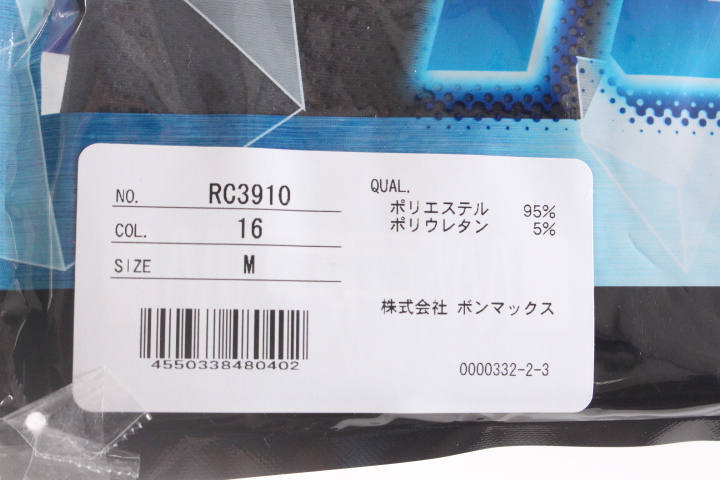 NO. RC3910
COL. 16
SIZE M
QUAL.
ポリエステル 95%
ポリウレタン 5%
株式会社 ボンマックス
4550338480402
0000332-2-3